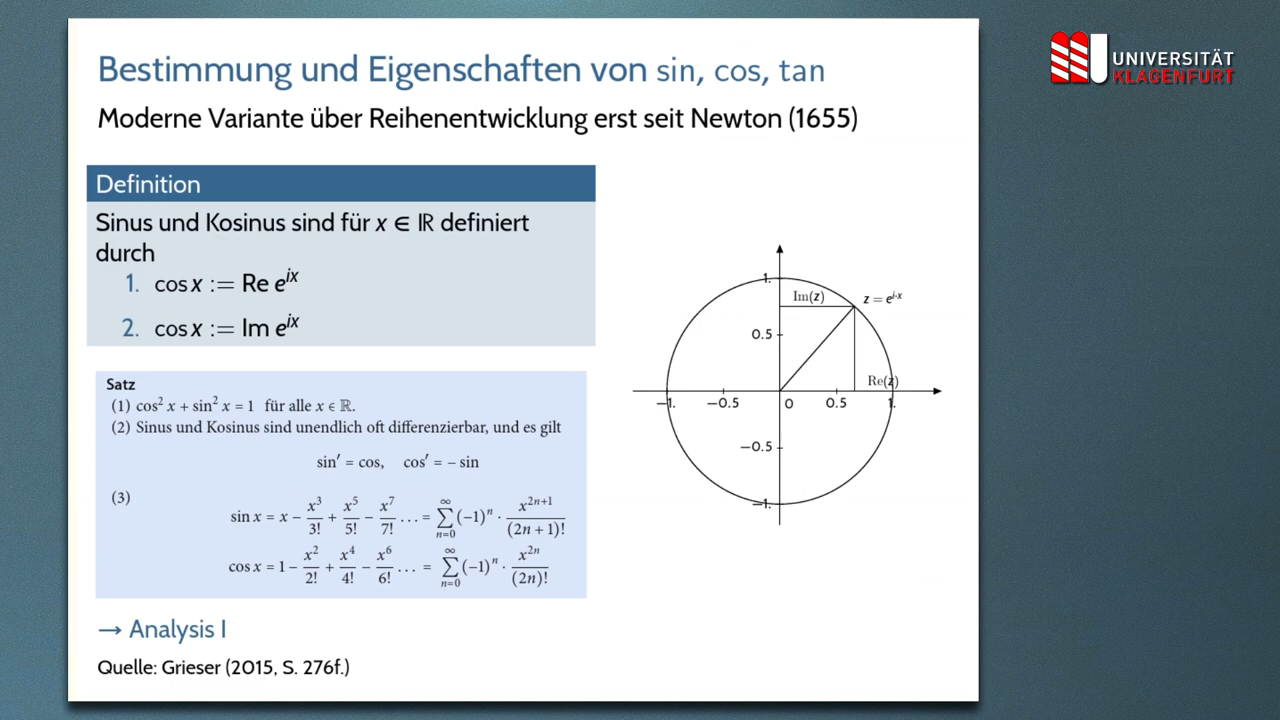 Bestimmung und Eigenschaften von sin, cos, tan
Moderne Variante über Reihenentwicklung erst seit Newton (1655)
Definition
Sinus und Kosinus sind für x ∈ ℝ definiert
durch
1. cos x := Re e^{ix}
2. cos x := Im e^{ix}
Satz
(1) cos² x + sin² x = 1 für alle x ∈ ℝ.
(2) Sinus und Kosinus sind unendlich oft differenzierbar, und es gilt
sin′ = cos, cos′ = − sin
(3)
sin x = x − x³/3! + x⁵/5! − x⁷/7! … = ∑_{n=0}^{∞} (−1)ⁿ · x^{2n+1}/(2n+1)!
cos x = 1 − x²/2! + x⁴/4! − x⁶/6! … = ∑_{n=0}^{∞} (−1)ⁿ · x^{2n}/(2n)!
→ Analysis I
Quelle: Grieser (2015, S. 276f.)
1.
Im(z)
z = e^{i·x}
0.5
Re(z)
−1.
−0.5
0
0.5
1.
−0.5
−1.
UNIVERSITÄT
KLAGENFURT